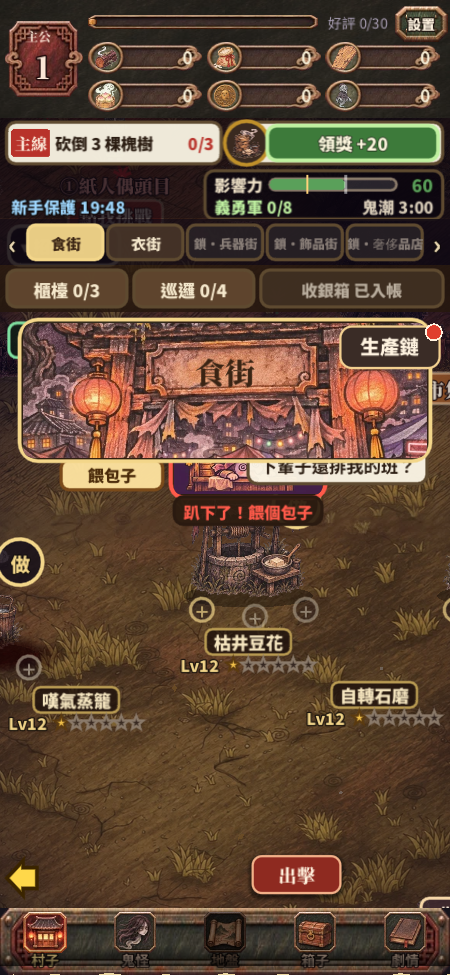 主公
1
好評 0/30
設置
0
0
0
0
0
0
主線 砍倒 3 棵槐樹 0/3
領獎 +20
紙人偶頭目
影響力 60
新手保護 19:48
義勇軍 0/8
鬼潮 3:00
‹
食街
衣街
鎖·兵器街
鎖·飾品街
鎖·奢侈品店
›
櫃檯 0/3
巡邏 0/4
收銀箱 已入帳
生產鏈
食街
餵包子
下輩子還排我的班？
趴下了！餵個包子
做
枯井豆花
Lv12
嘆氣蒸籠
Lv12
自轉石磨
Lv12
出擊
村子
鬼怪
地盤
箱子
劇情